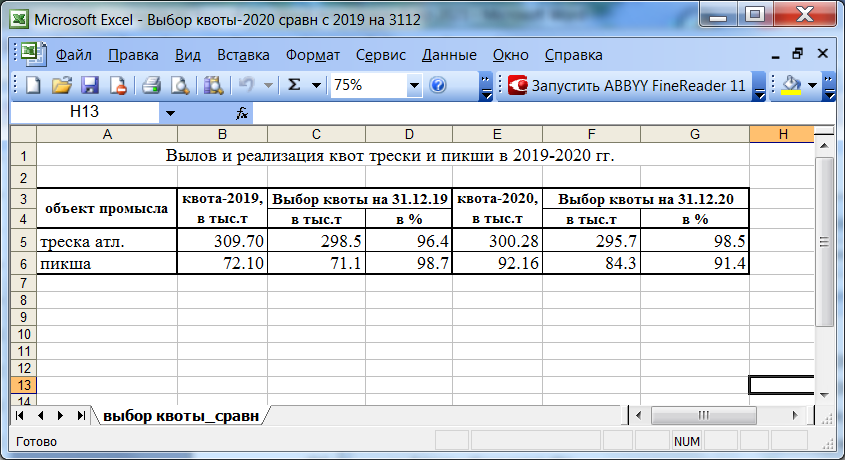 Microsoft Excel - Выбор квоты-2020 сравн с 2019 на 3112
Файл Правка Вид Вставка Формат Сервис Данные Окно Справка
75% Запустить ABBYY FineReader 11
H13 fx
A B C D E F G H
1 Вылов и реализация квот трески и пикши в 2019-2020 гг.
2
3 объект промысла квота-2019, в тыс.т Выбор квоты на 31.12.19 квота-2020, в тыс.т Выбор квоты на 31.12.20
4 в тыс.т в % в тыс.т в %
5 треска атл. 309.70 298.5 96.4 300.28 295.7 98.5
6 пикша 72.10 71.1 98.7 92.16 84.3 91.4
7
8
9
10
11
12
13
14
выбор квоты_сравн
Готово NUM